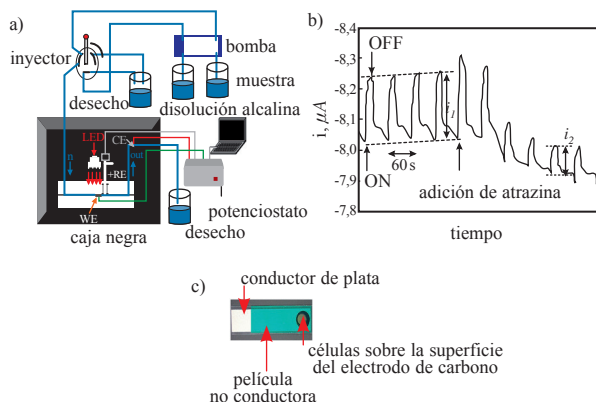 a)
inyector
bomba
desecho
muestra
disolución alcalina
LED
CE
in
out
+RE
WE
caja negra
potenciostato
desecho
b)
i, µA
-8,4
-8,3
-8,2
-8,1
-8,0
-7,9
-7,8
OFF
i1
i2
ON
60 s
adición de atrazina
tiempo
c)
conductor de plata
células sobre la superficie
del electrodo de carbono
película
no conductora